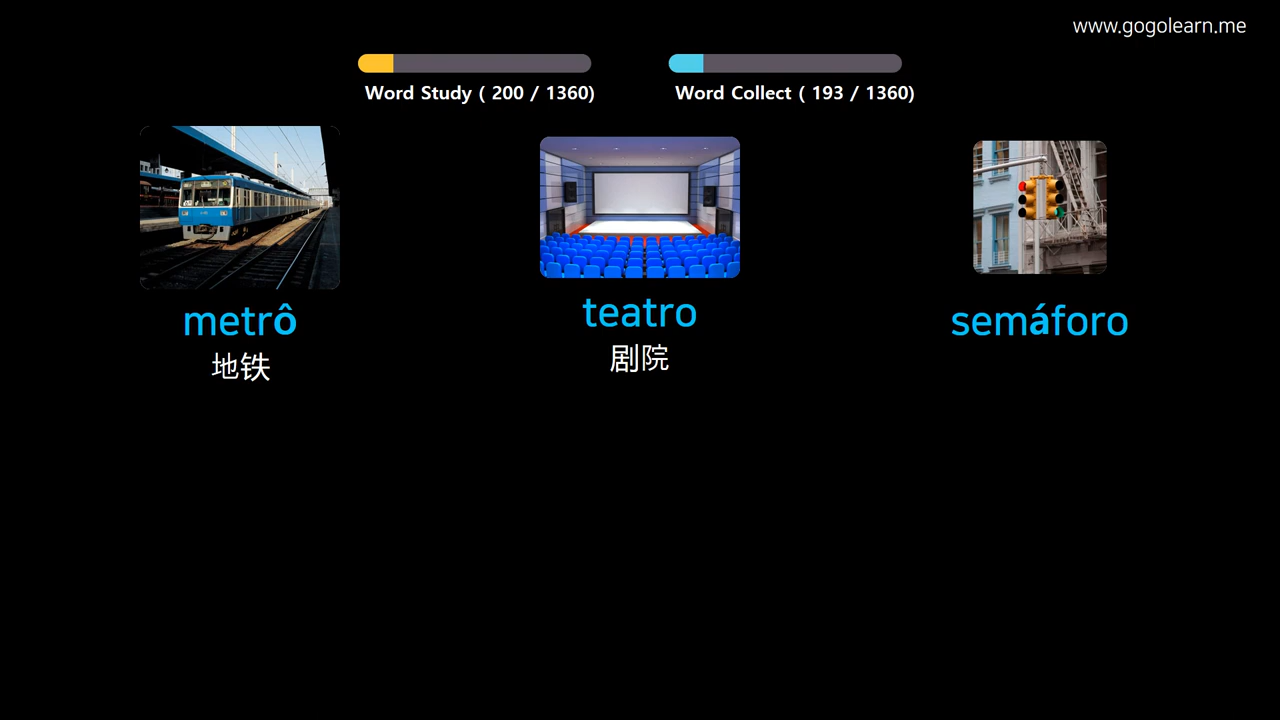 www.gogolearn.me
Word Study ( 200 / 1360)
Word Collect ( 193 / 1360)
metrô
地铁
teatro
剧院
semáforo